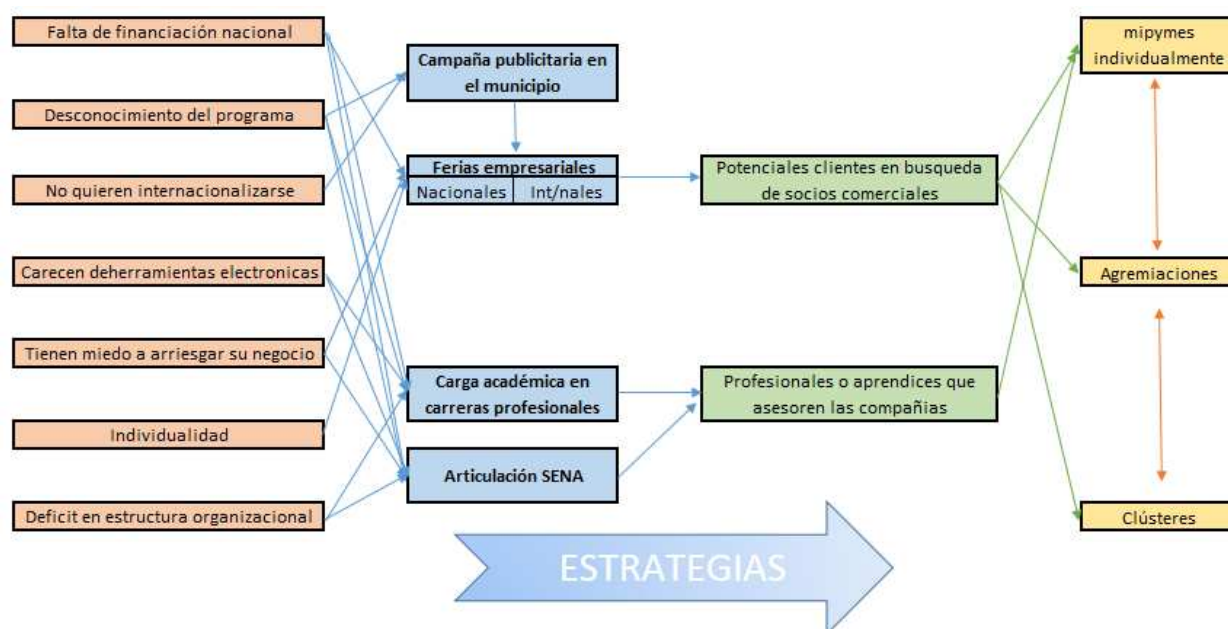 Falta de financiación nacional
Desconocimiento del programa
No quieren internacionalizarse
Carecen deherramientas electronicas
Tienen miedo a arriesgar su negocio
Individualidad
Deficit en estructura organizacional
Campaña publicitaria en
el municipio
Ferias empresariales
Nacionales
Int/nales
Carga académica en
carreras profesionales
Articulación SENA
Potenciales clientes en busqueda
de socios comerciales
Profesionales o aprendices que
asesoren las compañias
mipymes
individualmente
Agremiaciones
Clústeres
ESTRATEGIAS